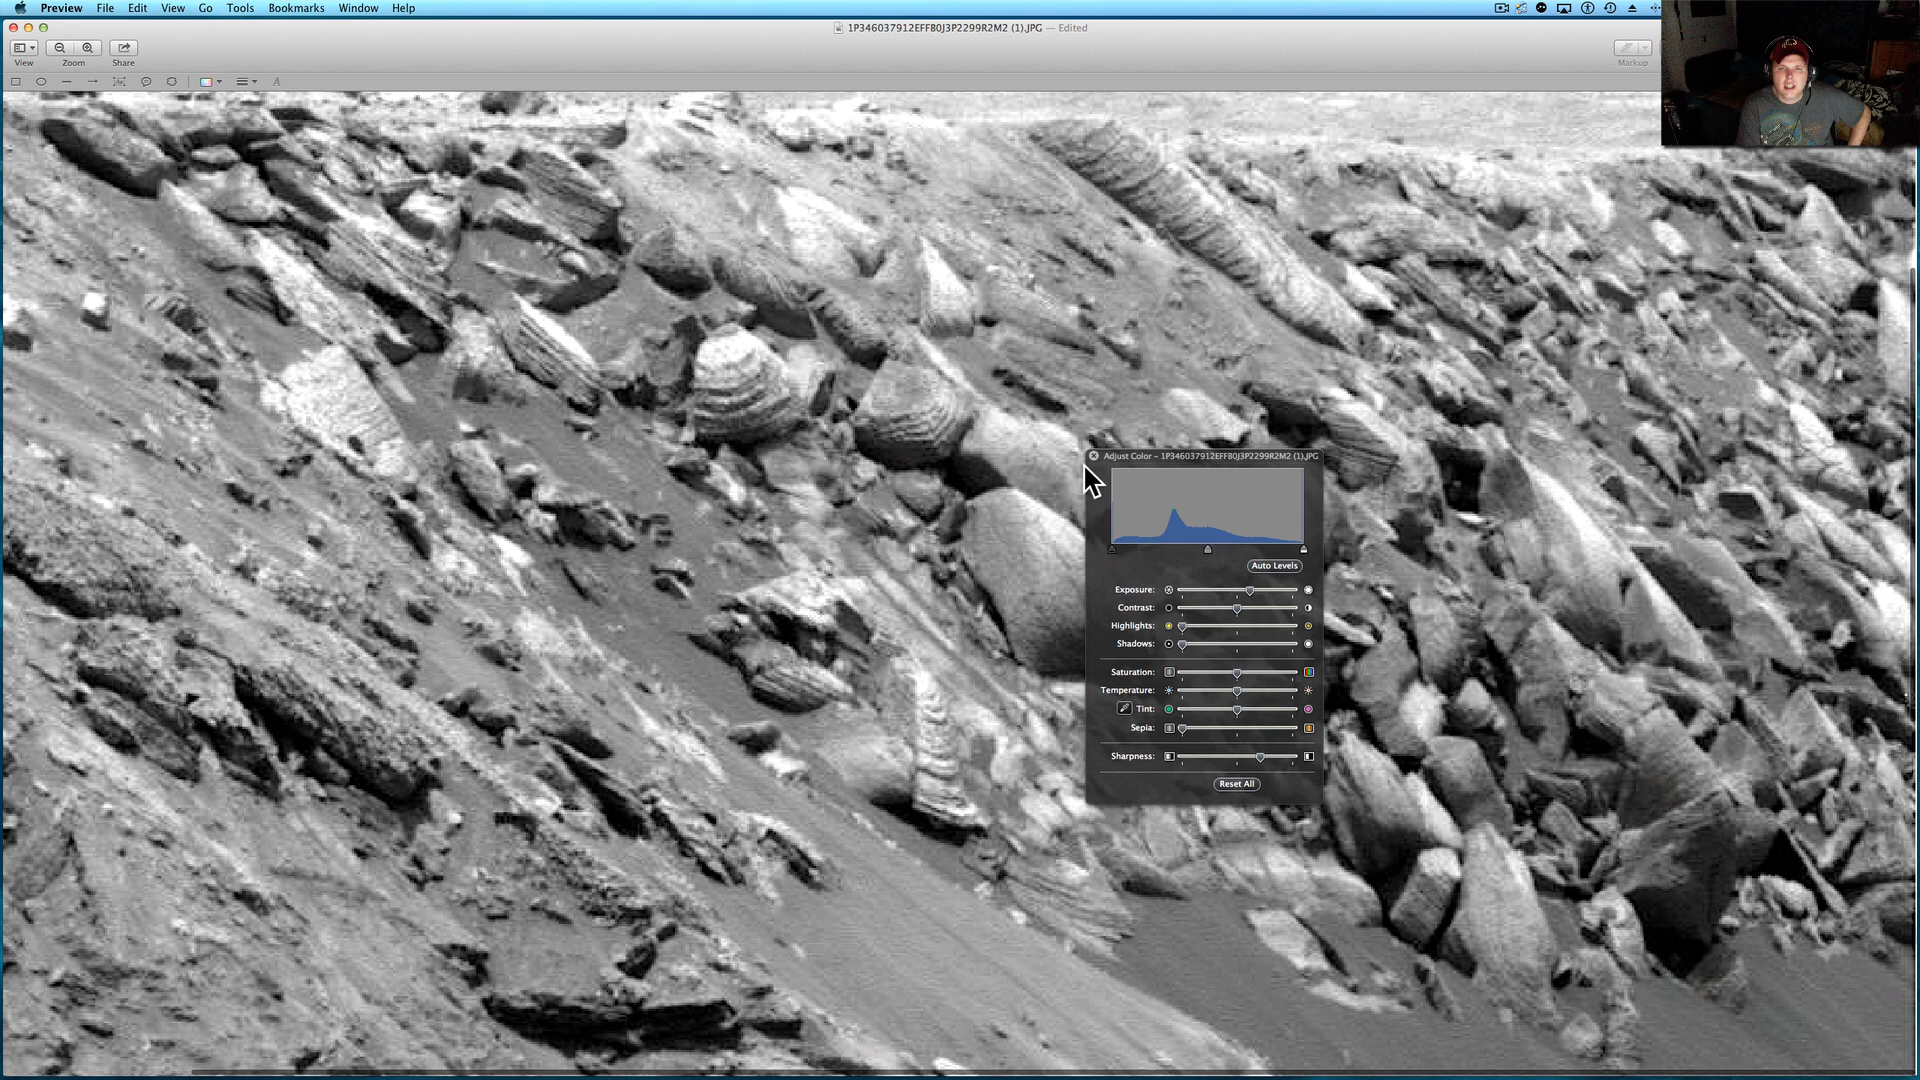 Preview File Edit View Go Tools Bookmarks Window Help
1P346037912EFFB0J3P2299R2M2 (1).JPG — Edited
View Zoom Share Markup
Adjust Color – 1P346037912EFFB0J3P2299R2M2 (1).JPG
Auto Levels
Exposure:
Contrast:
Highlights:
Shadows:
Saturation:
Temperature:
Tint:
Sepia:
Sharpness:
Reset All